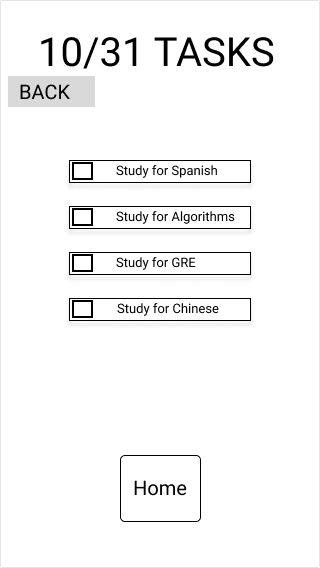 10/31 TASKS
BACK
Study for Spanish
Study for Algorithms
Study for GRE
Study for Chinese
Home